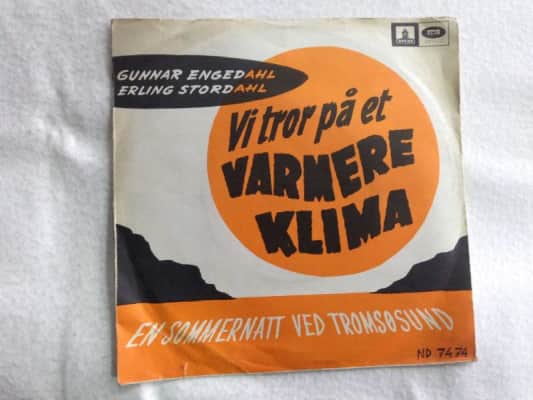 GUNNAR ENGEDAHL
ERLING STORDAHL
Vi tror på et
VARMERE
KLIMA
EN SOMMERNATT VED TROMSØSUND
ND 7474